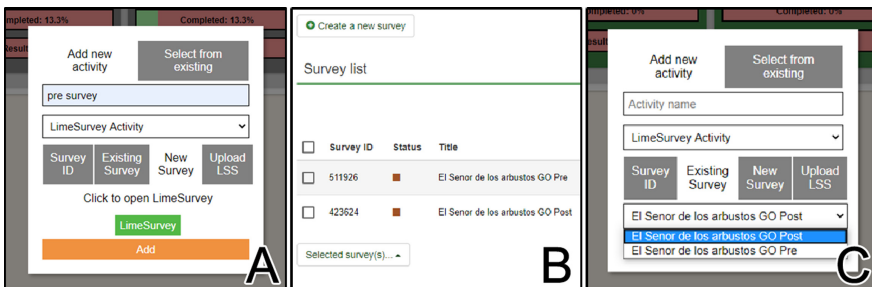 mpleted: 13.3%
Completed: 13.3%
Result
Add new
activity
Select from
existing
pre survey
LimeSurvey Activity
Survey
ID
Existing
Survey
New
Survey
Upload
LSS
Click to open LimeSurvey
LimeSurvey
Add
A
Create a new survey
Survey list
Survey ID Status Title
511926 El Senor de los arbustos GO Pre
423624 El Senor de los arbustos GO Post
Selected survey(s)...
B
mpleted: 0%
Completed: 0%
esult
Add new
activity
Select from
existing
Activity name
LimeSurvey Activity
Survey
ID
Existing
Survey
New
Survey
Upload
LSS
El Senor de los arbustos GO Post
El Senor de los arbustos GO Post
El Senor de los arbustos GO Pre
C